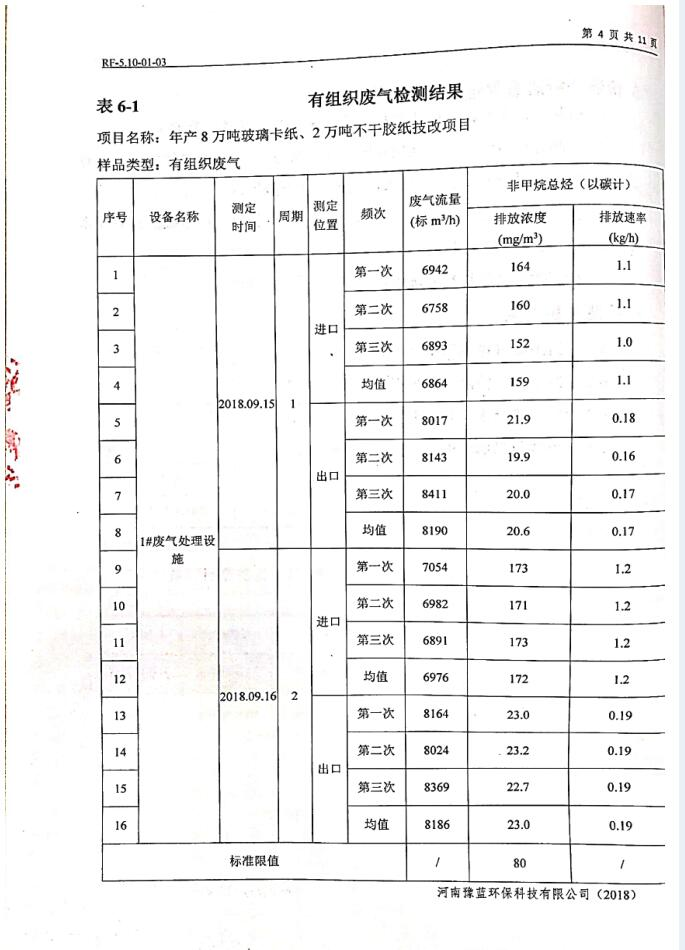 第 4 页 共 11 页
RF-5.10-01-03
表 6-1 有组织废气检测结果
项目名称：年产 8 万吨玻璃卡纸、2 万吨不干胶纸技改项目
样品类型：有组织废气
序号 设备名称 测定时间 周期 测定位置 频次 废气流量(标 m³/h) 非甲烷总烃（以碳计）
排放浓度(mg/m³) 排放速率(kg/h)
1 第一次 6942 164 1.1
2 第二次 6758 160 1.1
进口
3 第三次 6893 152 1.0
4 均值 6864 159 1.1
2018.09.15 1
5 第一次 8017 21.9 0.18
6 第二次 8143 19.9 0.16
出口
7 第三次 8411 20.0 0.17
8 均值 8190 20.6 0.17
1#废气处理设
施
9 第一次 7054 173 1.2
10 第二次 6982 171 1.2
进口
11 第三次 6891 173 1.2
12 均值 6976 172 1.2
2018.09.16 2
13 第一次 8164 23.0 0.19
14 第二次 8024 23.2 0.19
出口
15 第三次 8369 22.7 0.19
16 均值 8186 23.0 0.19
标准限值 / 80 /
河南豫蓝环保科技有限公司（2018）